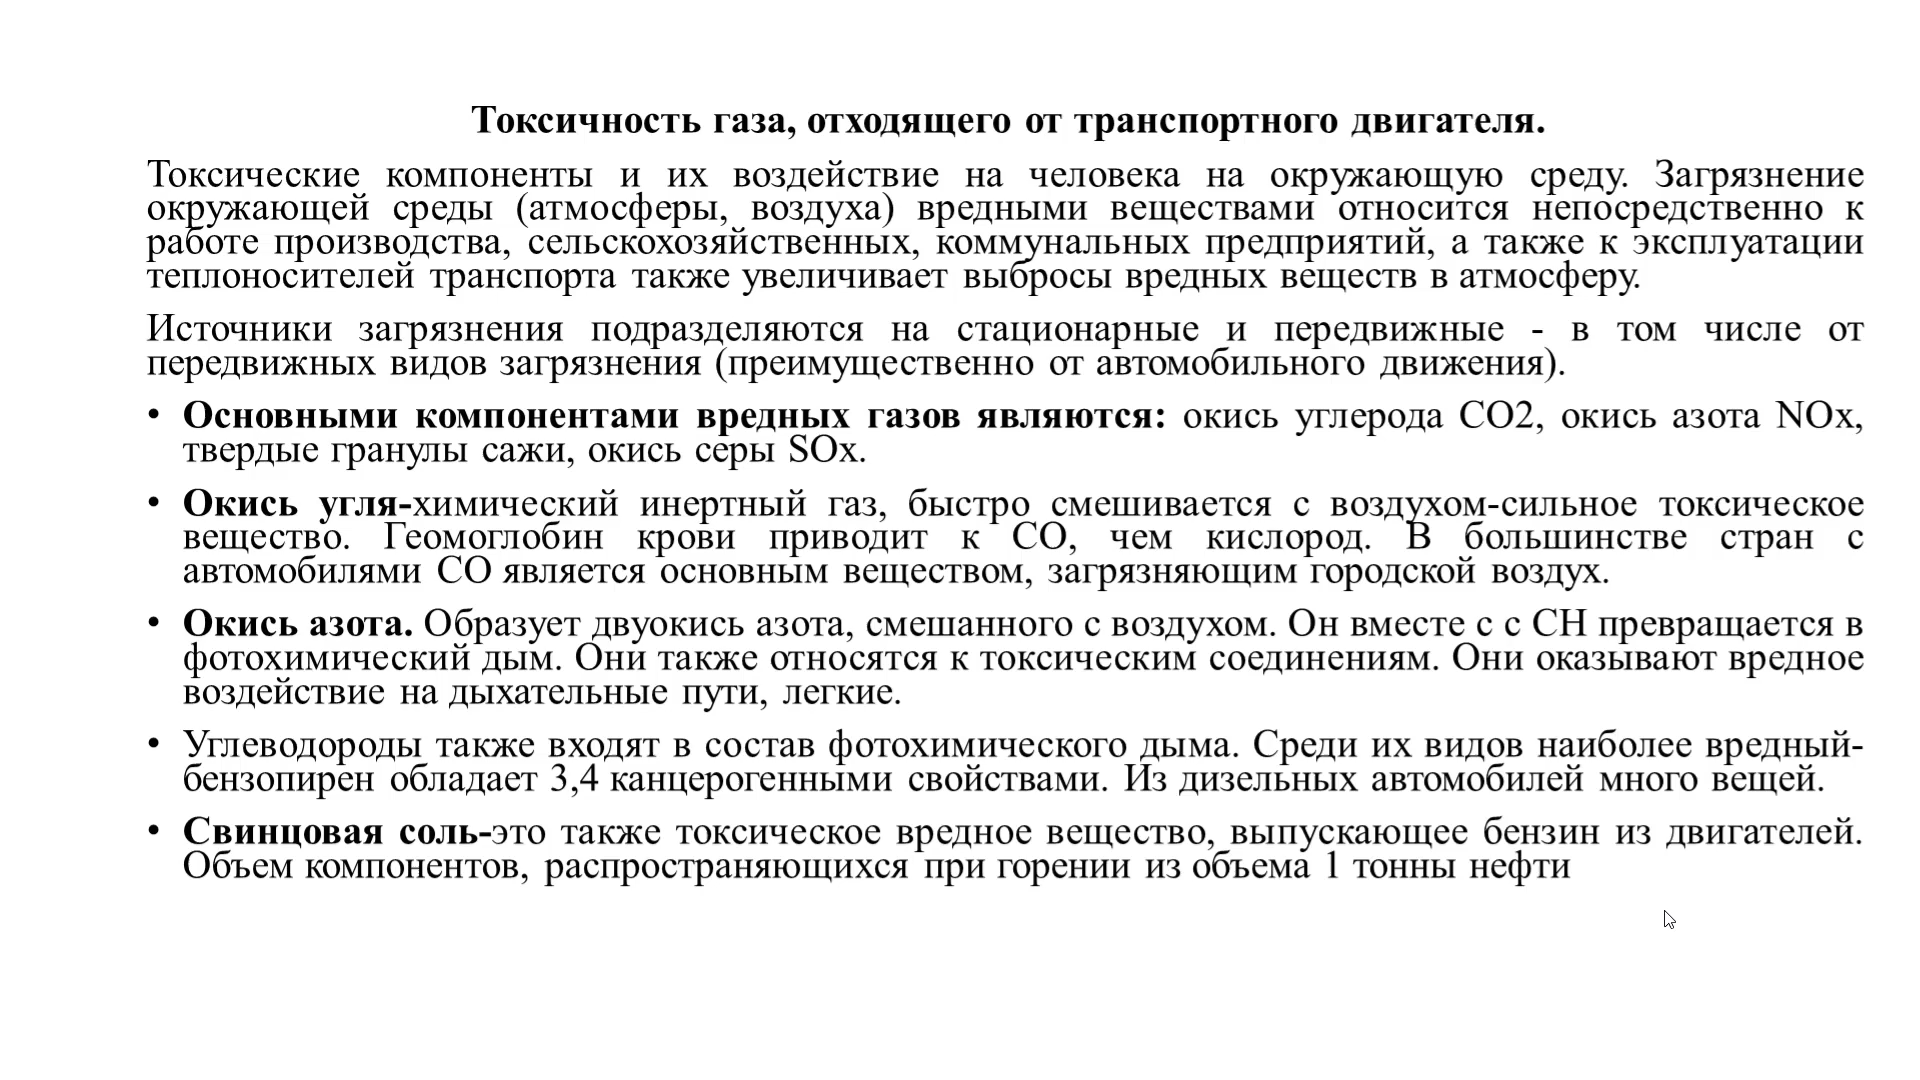 Токсичность газа, отходящего от транспортного двигателя.
Токсические компоненты и их воздействие на человека на окружающую среду. Загрязнение
окружающей среды (атмосферы, воздуха) вредными веществами относится непосредственно к
работе производства, сельскохозяйственных, коммунальных предприятий, а также к эксплуатации
теплоносителей транспорта также увеличивает выбросы вредных веществ в атмосферу.
Источники загрязнения подразделяются на стационарные и передвижные - в том числе от
передвижных видов загрязнения (преимущественно от автомобильного движения).
• Основными компонентами вредных газов являются: окись углерода СО2, окись азота NOx,
твердые гранулы сажи, окись серы SOx.
• Окись угля-химический инертный газ, быстро смешивается с воздухом-сильное токсическое
вещество. Геомоглобин крови приводит к СО, чем кислород. В большинстве стран с
автомобилями СО является основным веществом, загрязняющим городской воздух.
• Окись азота. Образует двуокись азота, смешанного с воздухом. Он вместе с с СН превращается в
фотохимический дым. Они также относятся к токсическим соединениям. Они оказывают вредное
воздействие на дыхательные пути, легкие.
• Углеводороды также входят в состав фотохимического дыма. Среди их видов наиболее вредный-
бензопирен обладает 3,4 канцерогенными свойствами. Из дизельных автомобилей много вещей.
• Свинцовая соль-это также токсическое вредное вещество, выпускающее бензин из двигателей.
Объем компонентов, распространяющихся при горении из объема 1 тонны нефти